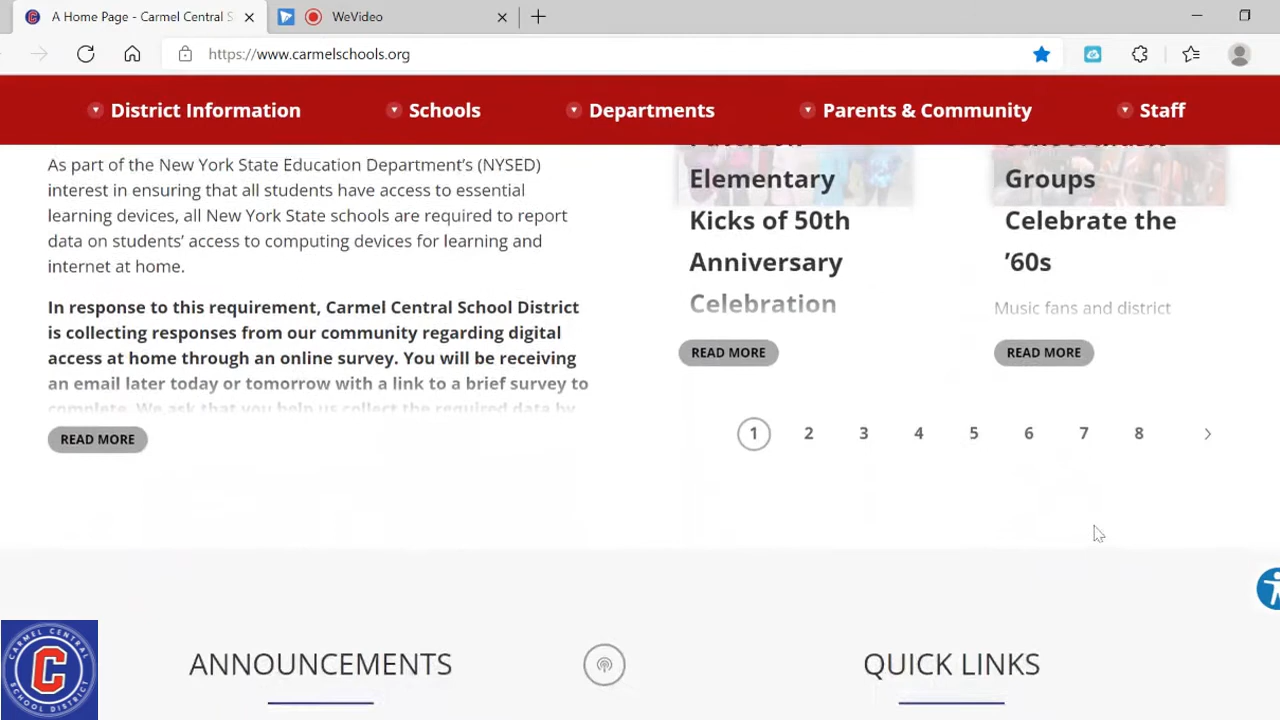 A Home Page - Carmel Central S
WeVideo
https://www.carmelschools.org
District Information
Schools
Departments
Parents & Community
Staff
As part of the New York State Education Department's (NYSED)
interest in ensuring that all students have access to essential
learning devices, all New York State schools are required to report
data on students' access to computing devices for learning and
internet at home.
In response to this requirement, Carmel Central School District
is collecting responses from our community regarding digital
access at home through an online survey. You will be receiving
an email later today or tomorrow with a link to a brief survey to
complete. We ask that you help us collect the required data by
READ MORE
Elementary
Kicks of 50th
Anniversary
Celebration
READ MORE
Groups
Celebrate the
’60s
Music fans and district
READ MORE
1 2 3 4 5 6 7 8
ANNOUNCEMENTS
QUICK LINKS
CARMEL CENTRAL
C
SCHOOL DISTRICT